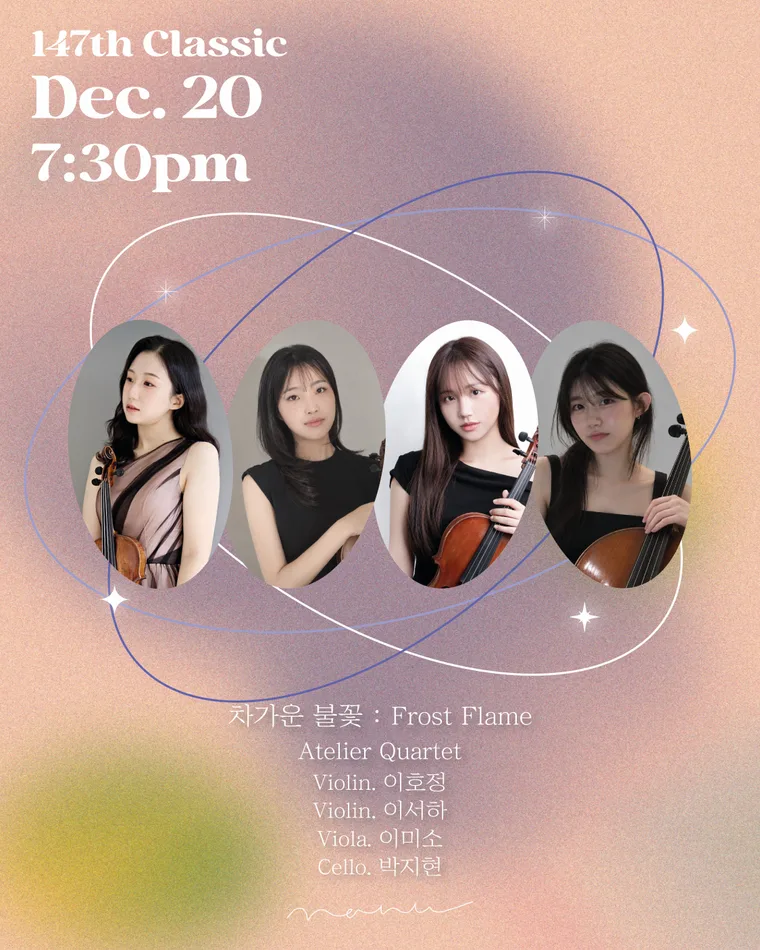 147th Classic
Dec. 20
7:30pm
차가운 불꽃 : Frost Flame
Atelier Quartet
Violin. 이호정
Violin. 이서하
Viola. 이미소
Cello. 박지현